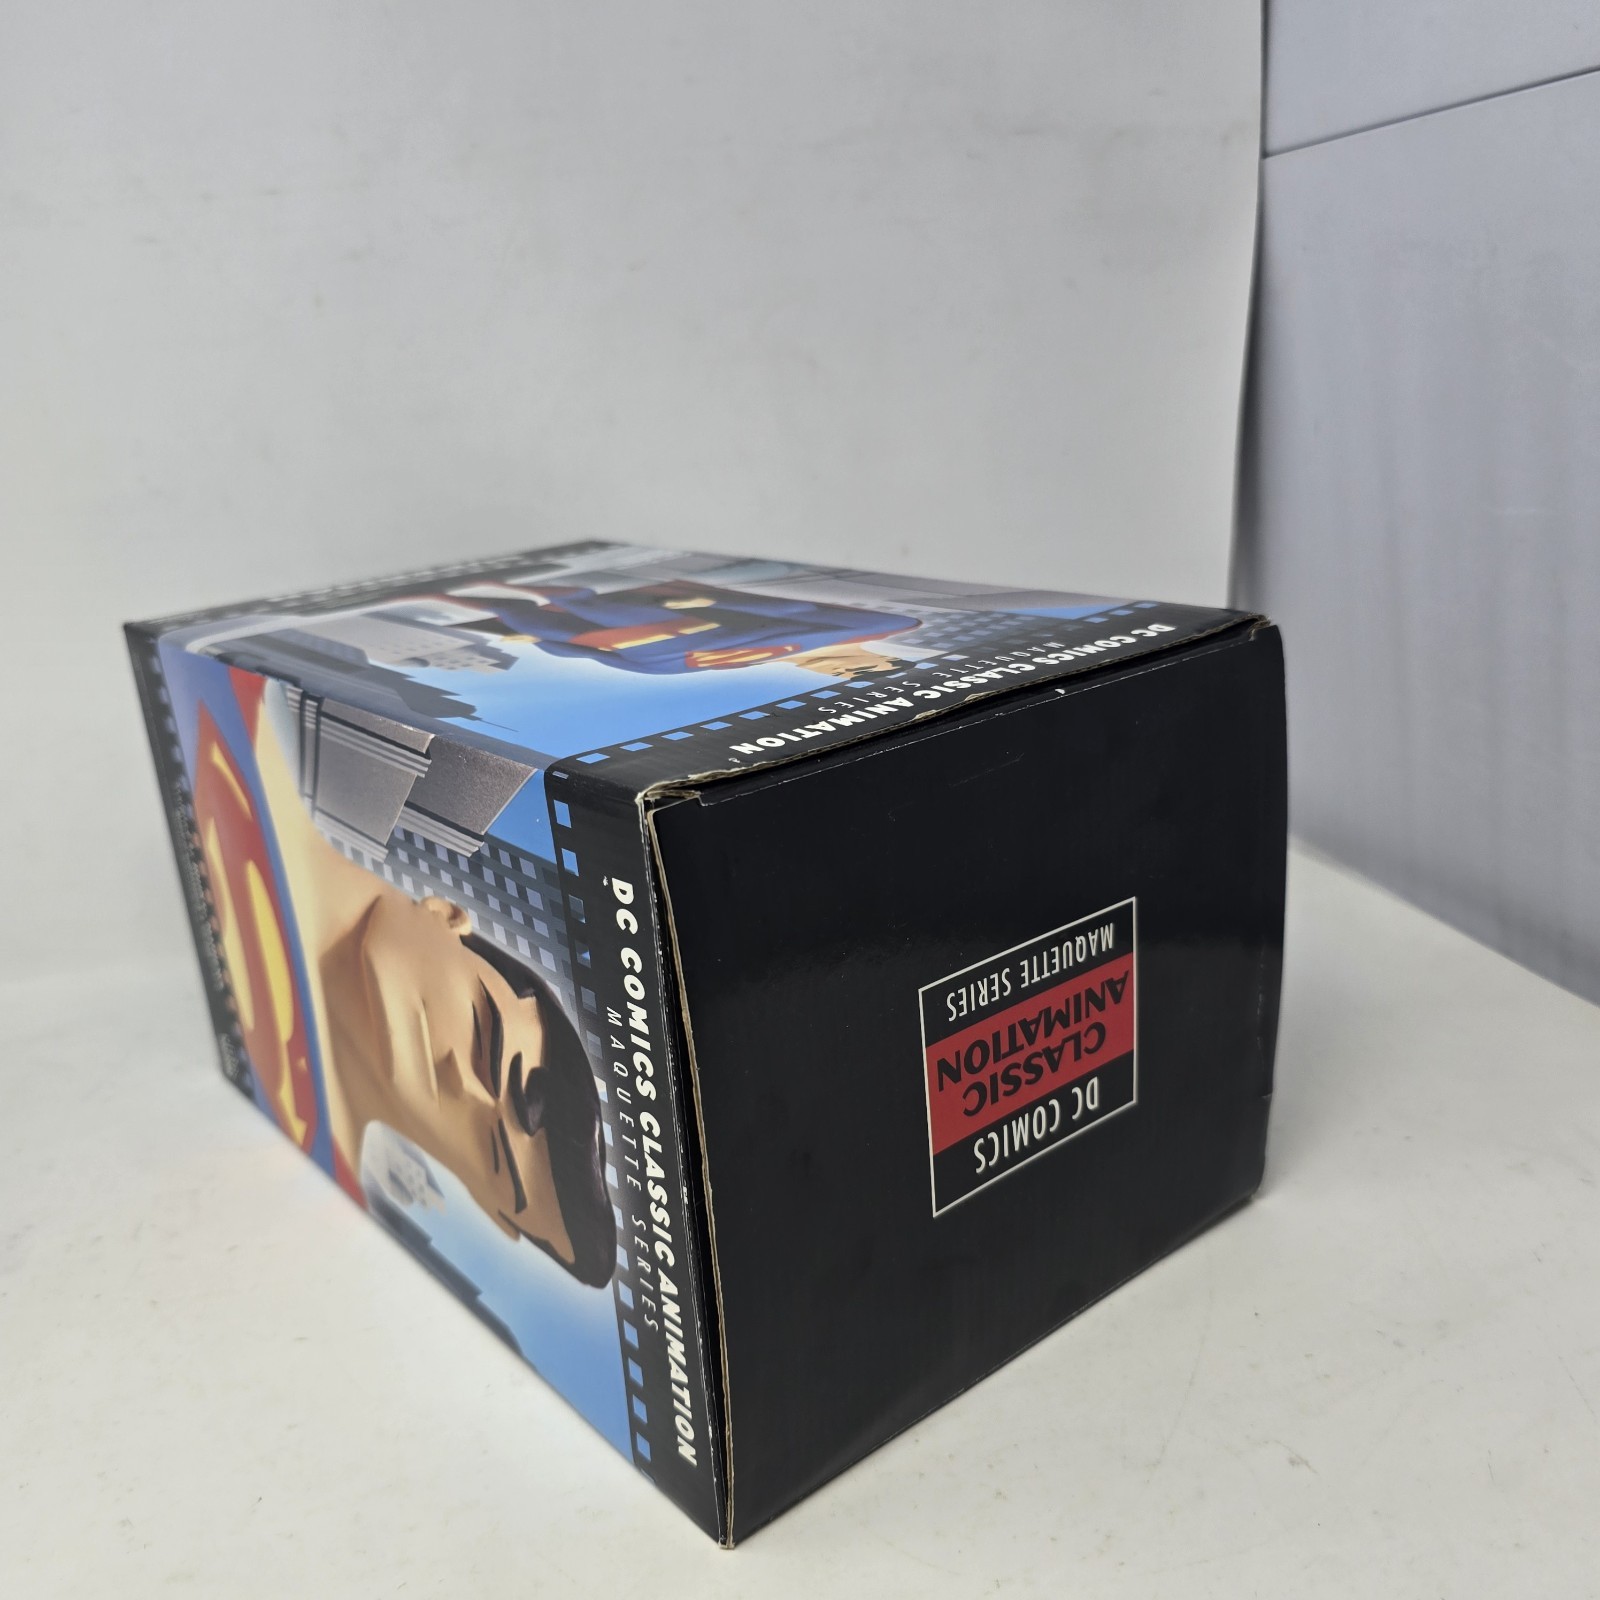 DC COMICS CLASSIC ANIMATION
MAQUETTE SERIES
DC COMICS CLASSIC ANIMATION
MAQUETTE SERIES
DC COMICS
CLASSIC
ANIMATION
MAQUETTE SERIES